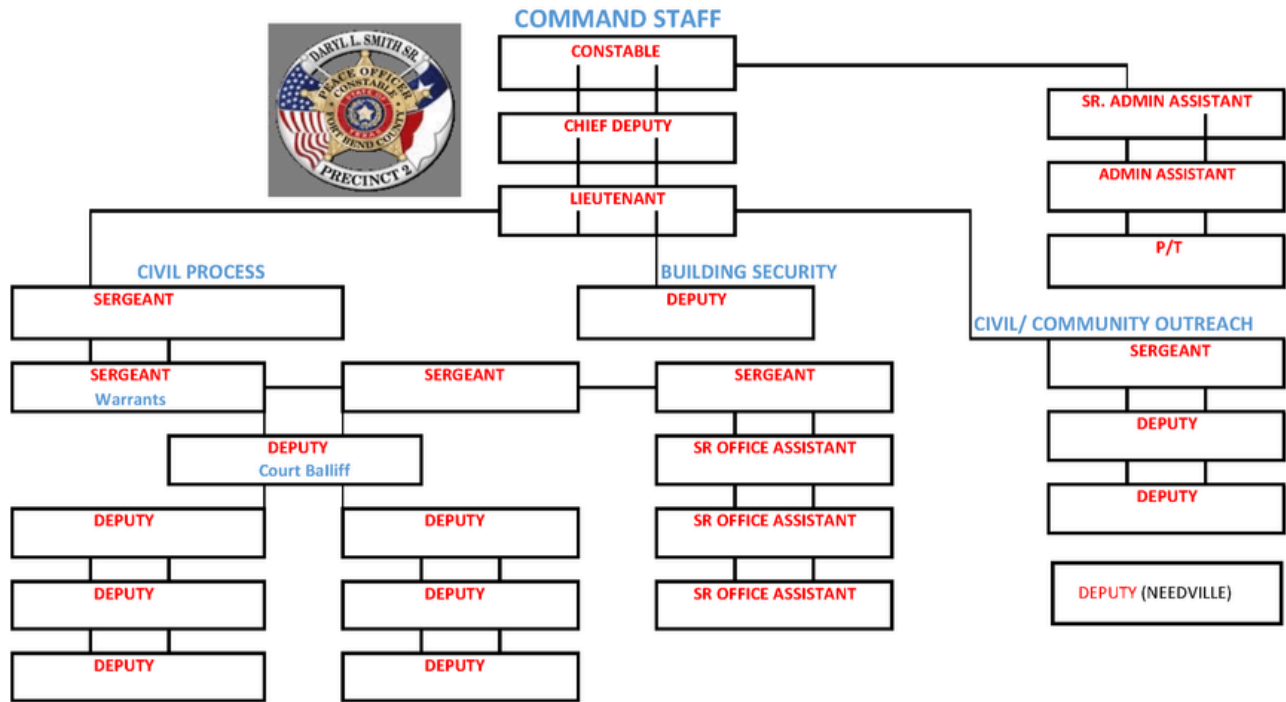 COMMAND STAFF
DARYL L. SMITH SR.
PEACE OFFICER
CONSTABLE
STATE OF
TEXAS
FORT BEND COUNTY
PRECINCT 2
CONSTABLE
SR. ADMIN ASSISTANT
CHIEF DEPUTY
ADMIN ASSISTANT
LIEUTENANT
P/T
CIVIL PROCESS
BUILDING SECURITY
SERGEANT
DEPUTY
CIVIL/ COMMUNITY OUTREACH
SERGEANT
SERGEANT
Warrants
SERGEANT
SERGEANT
DEPUTY
DEPUTY
Court Balliff
SR OFFICE ASSISTANT
DEPUTY
DEPUTY
DEPUTY
SR OFFICE ASSISTANT
DEPUTY
DEPUTY
SR OFFICE ASSISTANT
DEPUTY (NEEDVILLE)
DEPUTY
DEPUTY